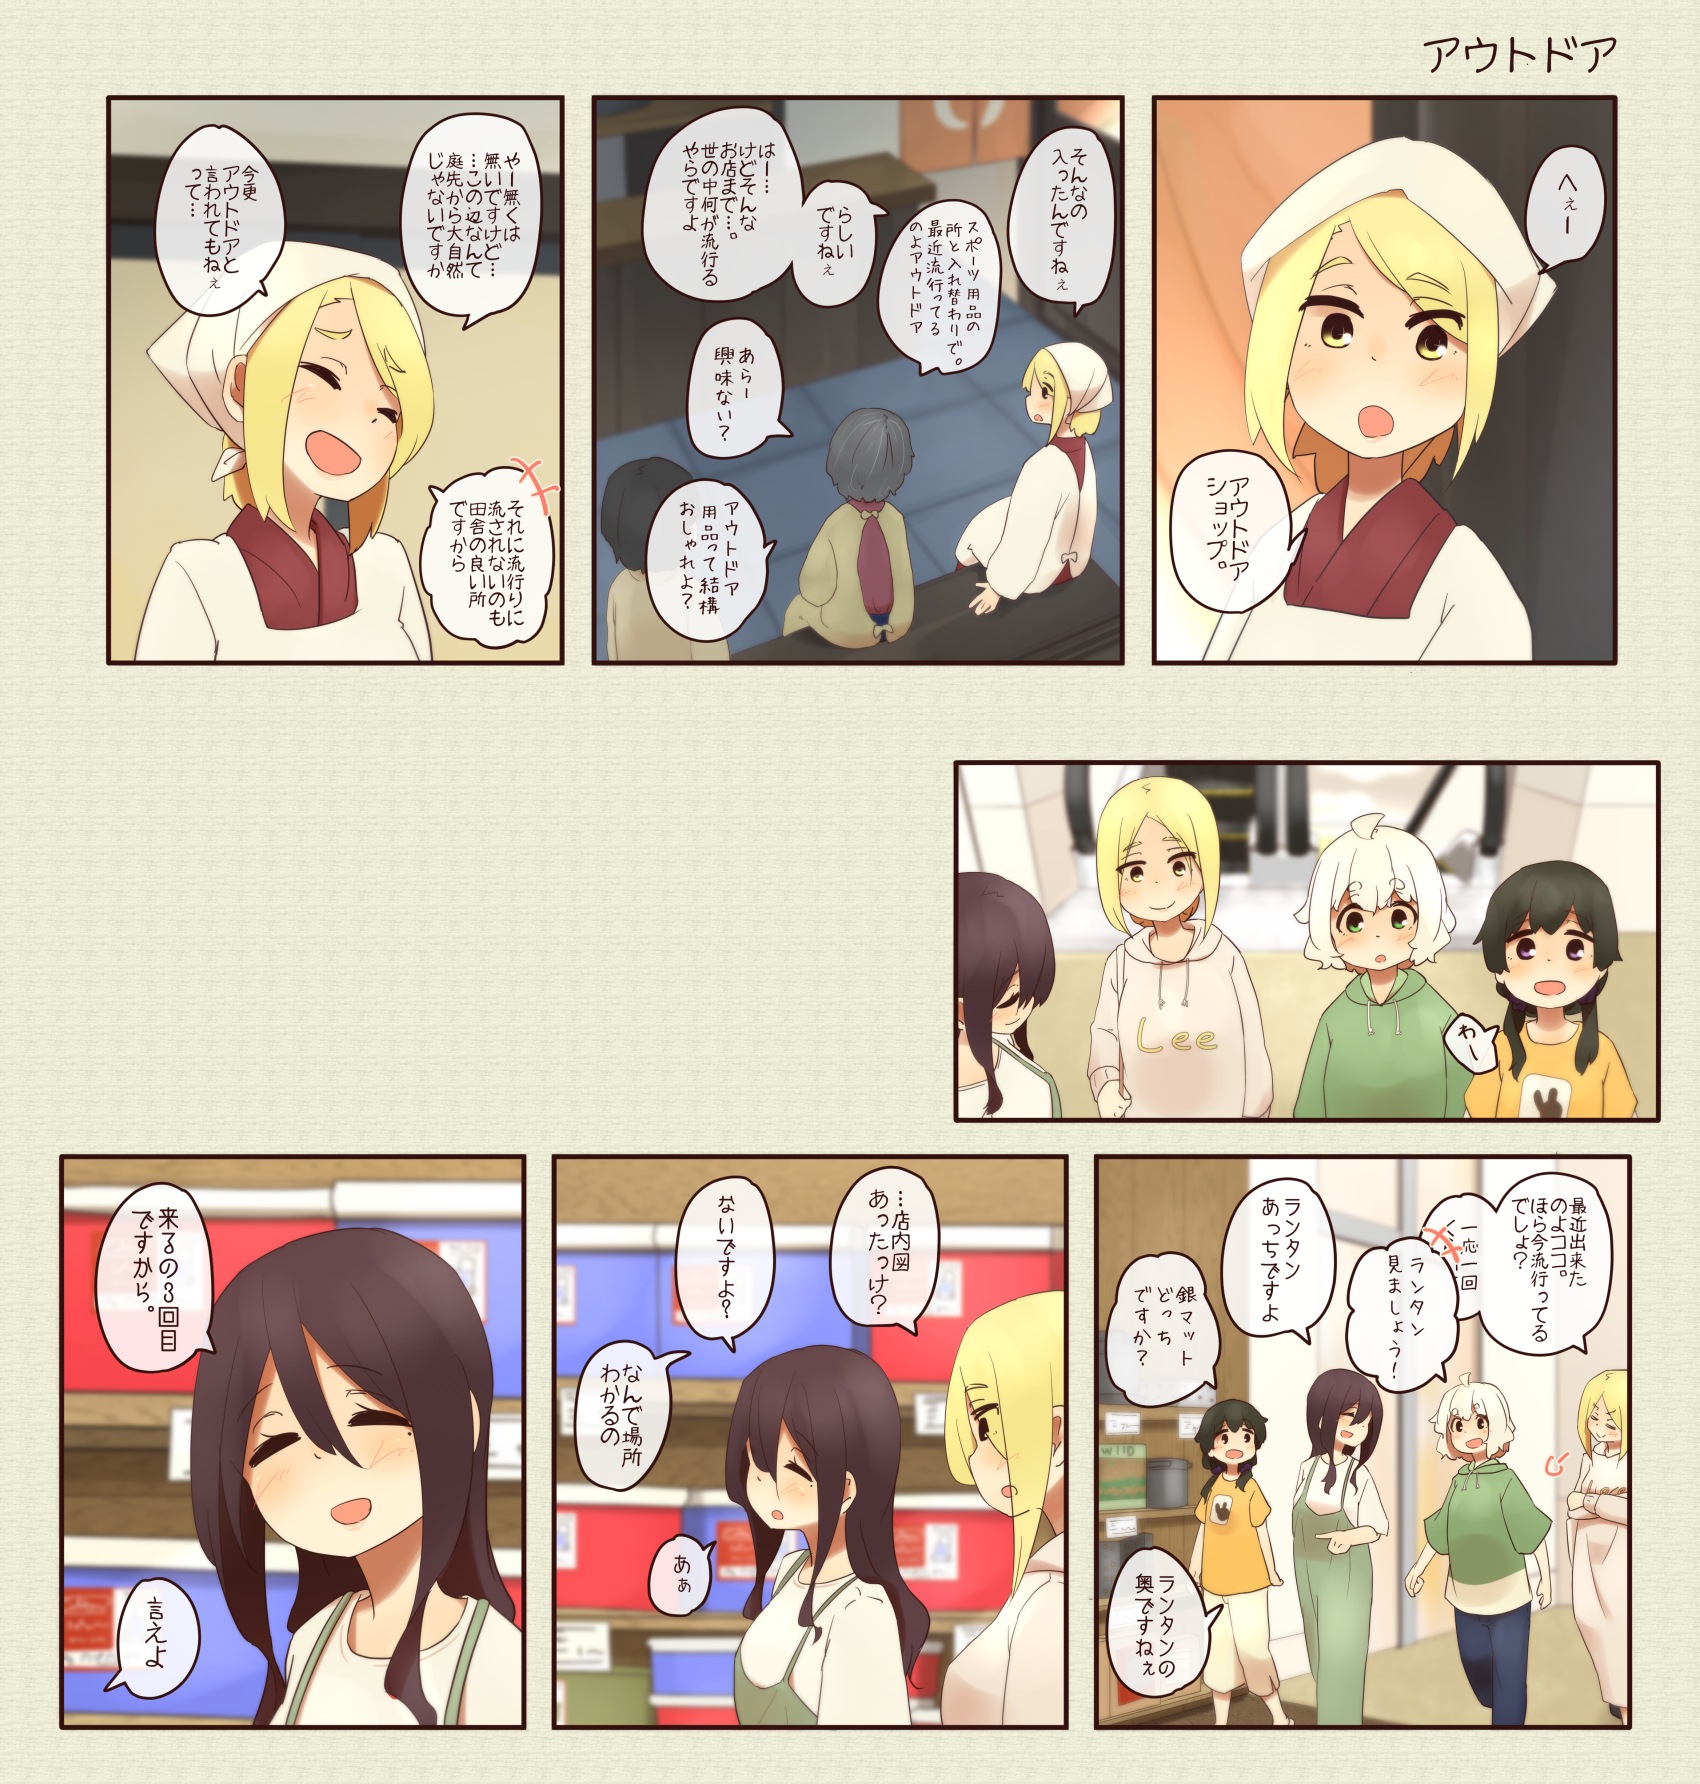 アウトドア
へぇー
アウトドア
ショップ。
そんなの
入ったんですねぇ
スポーツ用品の
所と入れ替わりで。
最近流行ってる
のよアウトドア
らしい
ですねぇ
はー…
けどそんな
お店まで…。
世の中何が流行る
やらですよ
あらー
興味ない？
アウトドア
用品って結構
おしゃれよ？
やー無くは
無いですけど…
…この辺なんて
庭先から大自然
じゃないですか
今更
アウトドアと
言われてもねぇ
って…
それに流行りに
流されないのも
田舎の良い所
ですから
Lee
わー
最近出来た
のよココ。
ほら今流行ってる
でしょ？
一応一回
ランタン
見ましょう！
ランタン
あっちですよ
銀マット
どっち
ですか？
ランタンの
奥ですねぇ
…店内図
あったっけ？
ないですよ？
なんで場所
わかるの
あぁ
来るの3回目
ですから。
言えよ